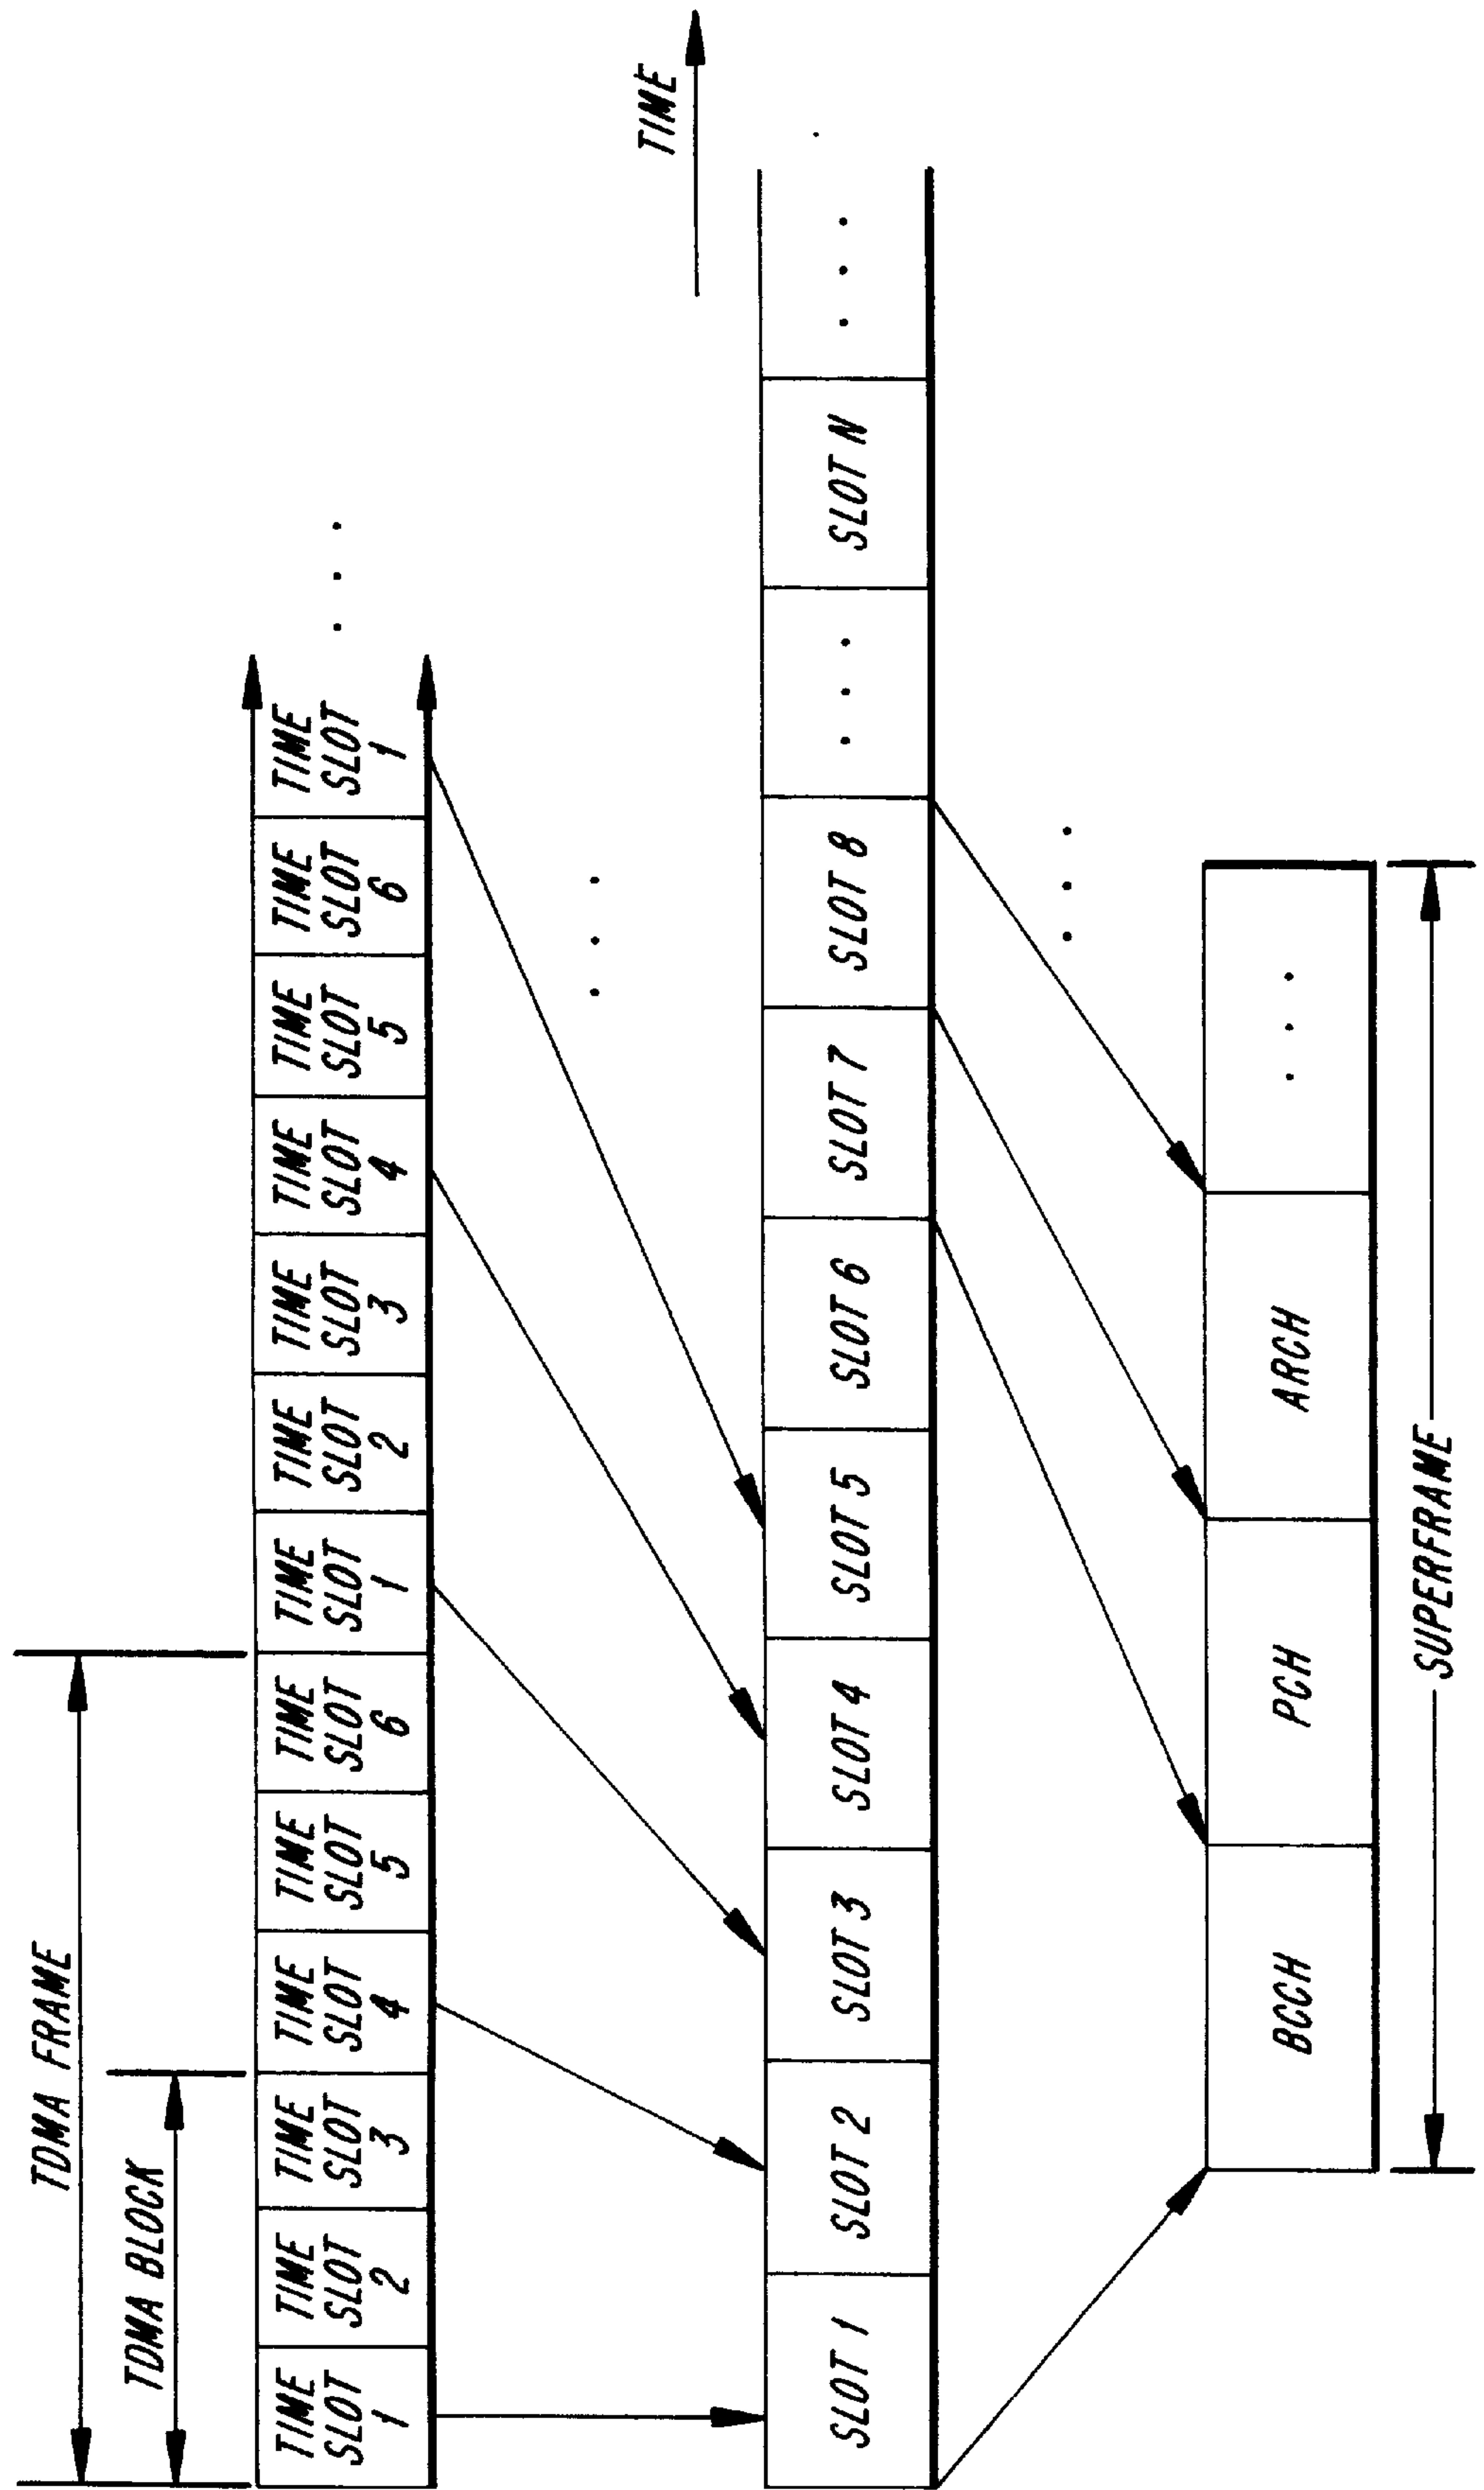 TDMA FRAME
TDMA BLOCK
TIME
SLOT
1
TIME
SLOT
2
TIME
SLOT
3
TIME
SLOT
4
TIME
SLOT
5
TIME
SLOT
6
TIME
SLOT
1
TIME
SLOT
2
TIME
SLOT
3
TIME
SLOT
4
TIME
SLOT
5
TIME
SLOT
6
TIME
SLOT
1
. . .
. . .
TIME
SLOT 1
SLOT 2
SLOT 3
SLOT 4
SLOT 5
SLOT 6
SLOT 7
SLOT 8
. . .
SLOT N
. . .
. . .
BCCH
PCH
ARCH
. . .
SUPERFRAME